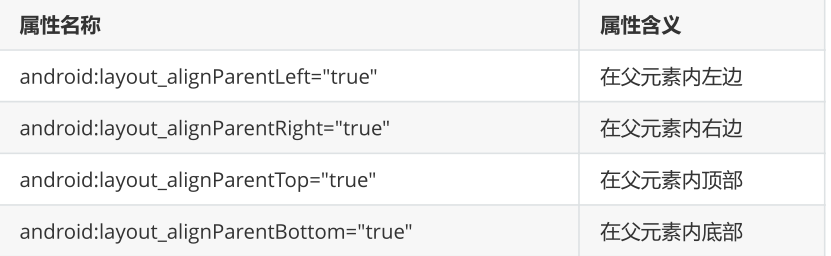 属性名称 属性含义
android:layout_alignParentLeft="true" 在父元素内左边
android:layout_alignParentRight="true" 在父元素内右边
android:layout_alignParentTop="true" 在父元素内顶部
android:layout_alignParentBottom="true" 在父元素内底部